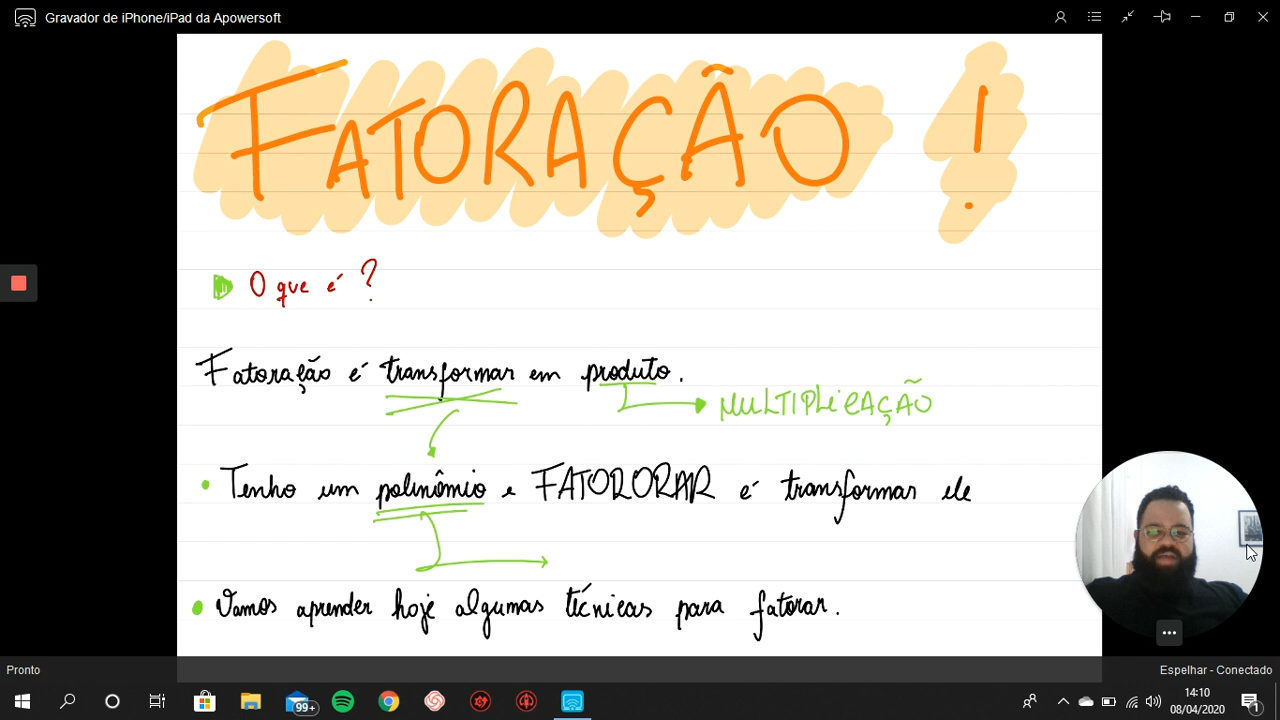 Gravador de iPhone/iPad da Apowersoft
FATORAÇÃO !
O que é ?
Fatoração é transformar em produto.
MULTIPLICAÇÃO
Tenho um polinômio e FATORORAR é transformar ele
Vamos aprender hoje algumas técnicas para fatorar.
Pronto
Espelhar - Conectado
99+
14:10
08/04/2020
1